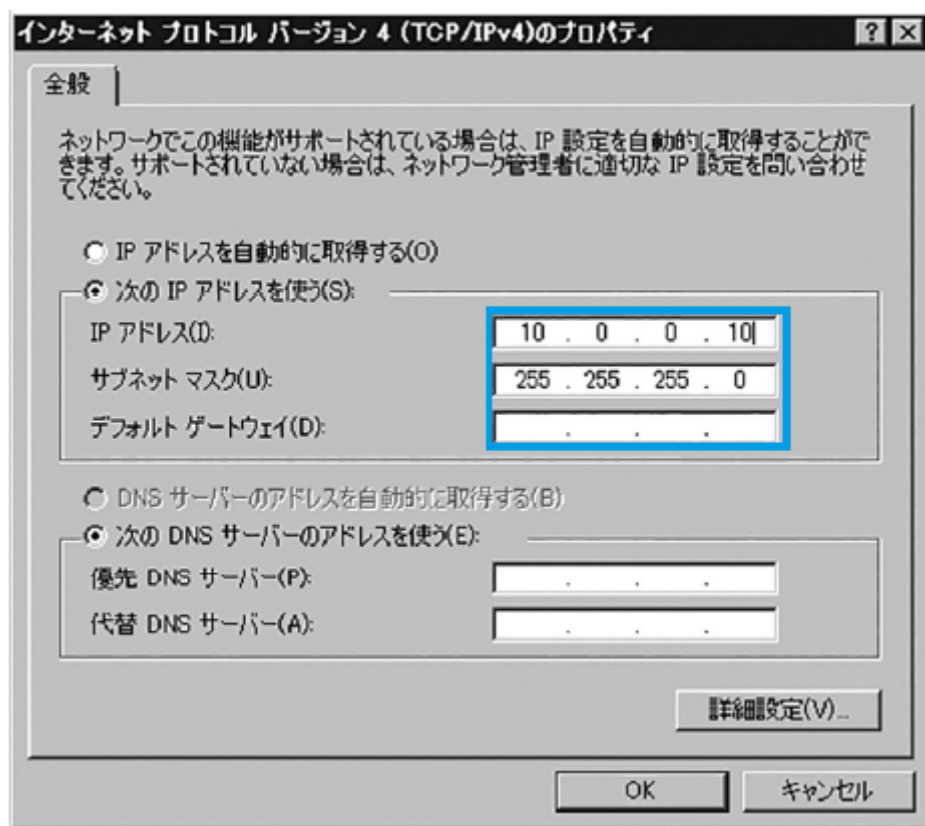 インターネット プロトコル バージョン 4 (TCP/IPv4)のプロパティ
全般
ネットワークでこの機能がサポートされている場合は、IP 設定を自動的に取得することがで
きます。サポートされていない場合は、ネットワーク管理者に適切な IP 設定を問い合わせ
てください。
IP アドレスを自動的に取得する(O)
次の IP アドレスを使う(S):
IP アドレス(I): 10 . 0 . 0 . 10
サブネット マスク(U): 255 . 255 . 255 . 0
デフォルト ゲートウェイ(D): . . .
DNS サーバーのアドレスを自動的に取得する(B)
次の DNS サーバーのアドレスを使う(E):
優先 DNS サーバー(P): . . .
代替 DNS サーバー(A): . . .
詳細設定(V)...
OK キャンセル